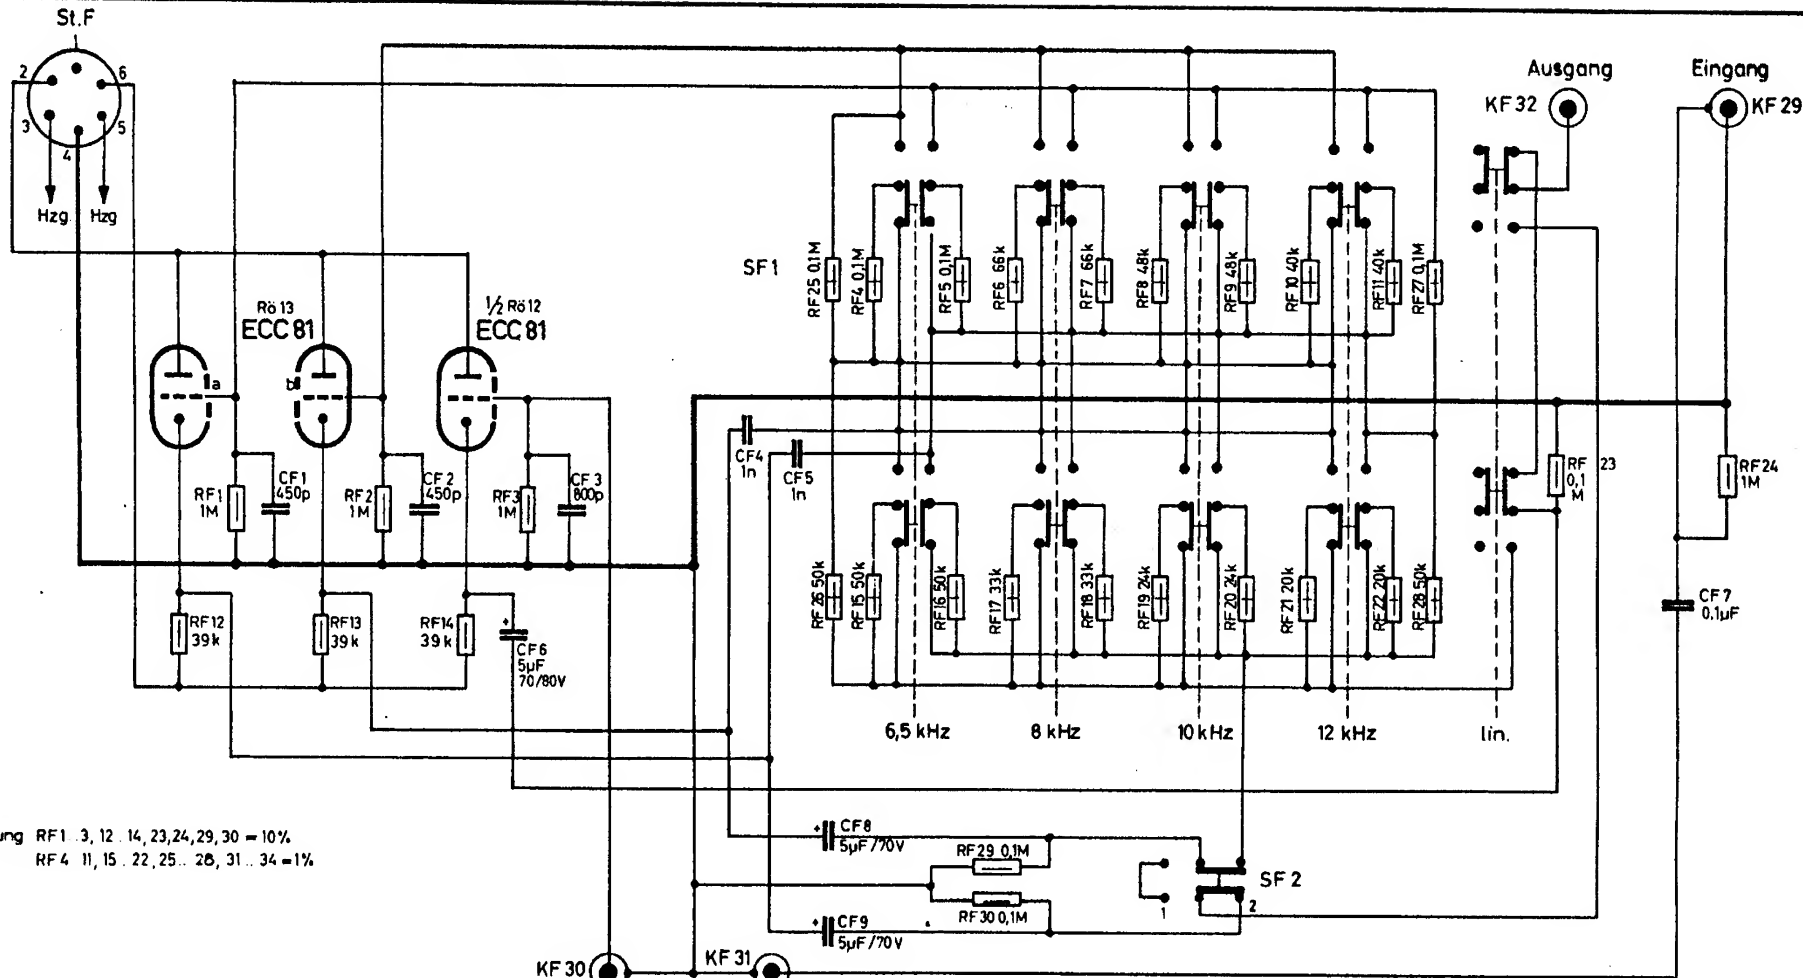 St.F
2
6
3
5
4
Hzg
Hzg
Ausgang
KF 32
Eingang
KF 29
Rö 13
ECC 81
½ Rö 12
ECC 81
a
b
SF 1
RF25 0,1M
RF4 0,1M
RF5 0,1M
RF6 66k
RF7 66k
RF8 48k
RF9 48k
RF10 40k
RF11 40k
RF27 0,1M
RF1
1M
CF1
450p
RF2
1M
CF2
450p
RF3
1M
CF3
800p
CF4
1n
CF5
1n
RF 23
0,1
M
RF24
1M
RF26 50k
RF15 50k
RF16 50k
RF17 33k
RF18 33k
RF19 24k
RF20 24k
RF21 20k
RF22 20k
RF28 50k
RF12
39k
RF13
39k
RF14
39k
+
CF6
5µF
70/80V
CF7
0,1µF
6,5 kHz
8 kHz
10 kHz
12 kHz
lin.
ung RF1..3, 12..14, 23,24,29,30 = 10%
RF4 11, 15..22, 25..28, 31..34 = 1%
+
CF8
5µF/70V
RF29 0,1M
RF30 0,1M
+
CF9
5µF/70V
1
2
SF 2
KF 30
KF 31